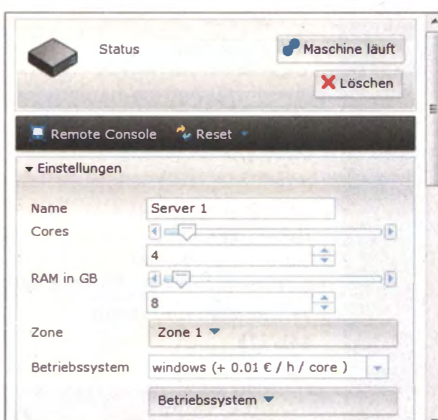 Status
Maschine läuft
Löschen
Remote Console Reset
Einstellungen
Name Server 1
Cores
4
RAM in GB
8
Zone Zone 1
Betriebssystem windows (+ 0.01 € / h / core )
Betriebssystem